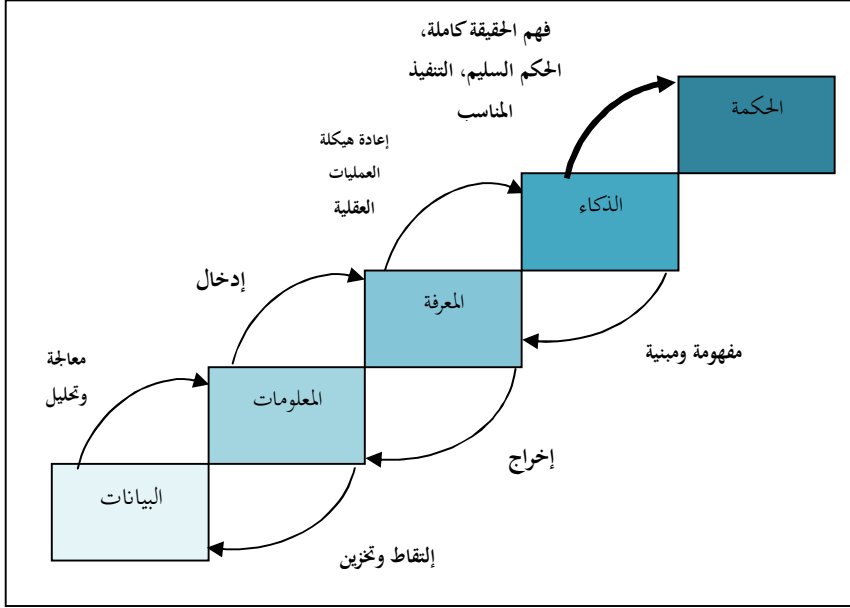 فهم الحقيقة كاملة،
الحكم السليم، التنفيذ
المناسب
الحكمة
إعادة هيكلة
العمليات
العقلية
الذكاء
إدخال
المعرفة
مفهومة ومبنية
معالجة
وتحليل
المعلومات
إخراج
البيانات
إلتقاط وتخزين